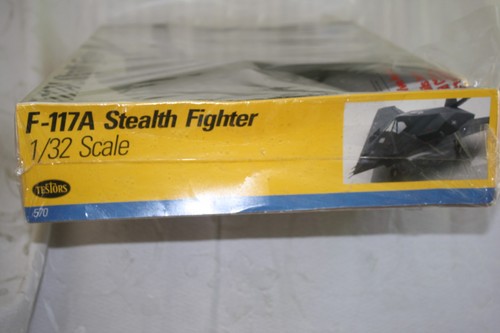 F-117A Stealth Fighter
1/32 Scale
TESTORS
570